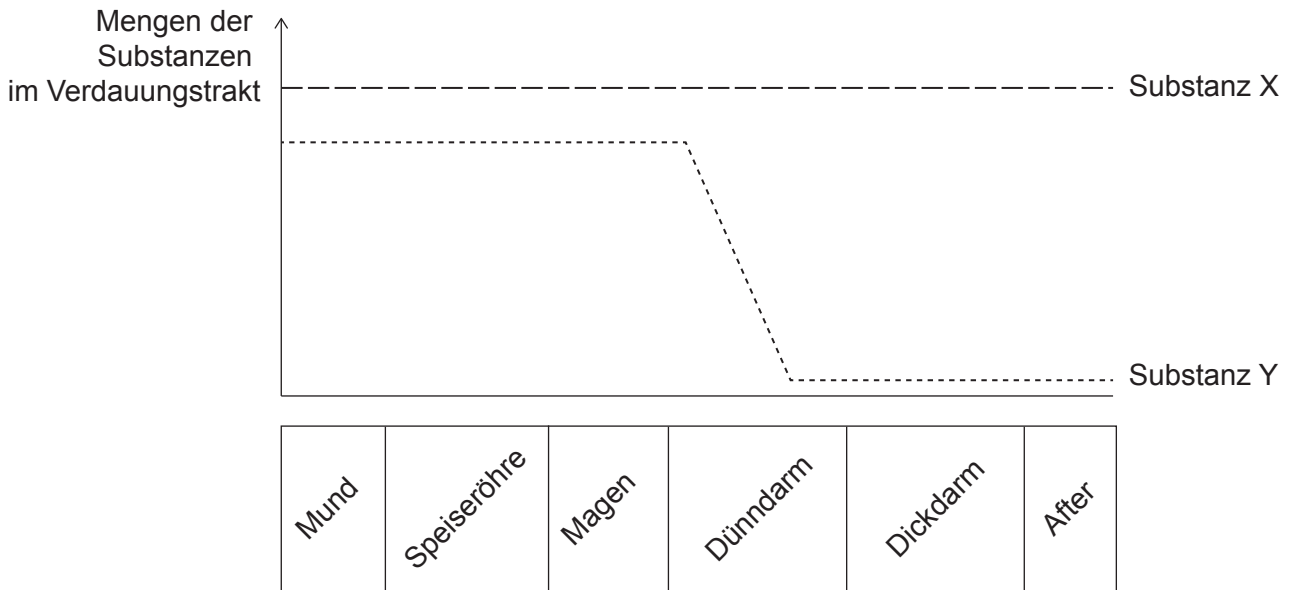 Mengen der
Substanzen
im Verdauungstrakt
Substanz X
Substanz Y
Mund
Speiseröhre
Magen
Dünndarm
Dickdarm
After